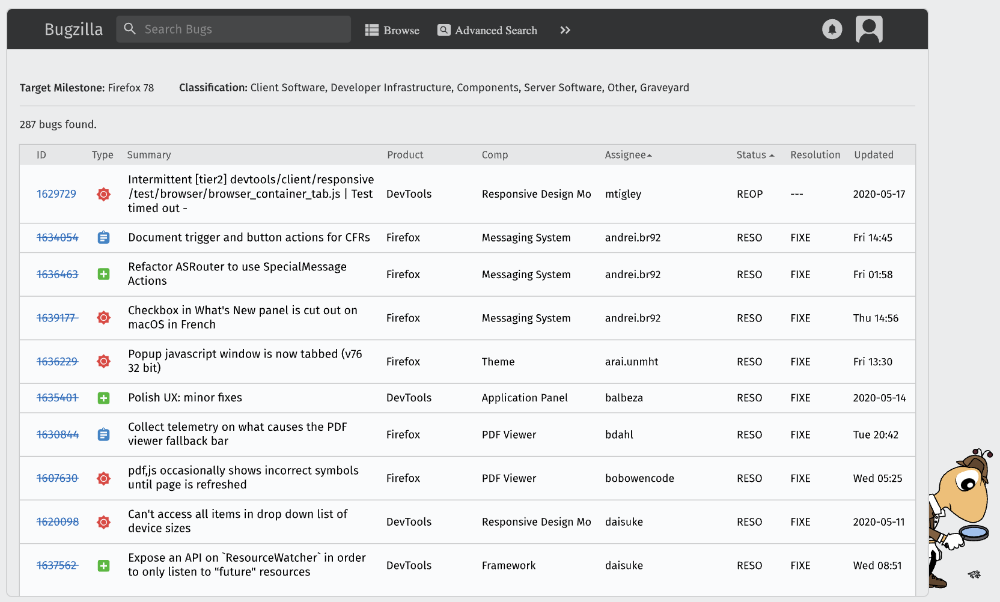 Bugzilla Search Bugs Browse Advanced Search »
Target Milestone: Firefox 78 Classification: Client Software, Developer Infrastructure, Components, Server Software, Other, Graveyard
287 bugs found.
ID Type Summary Product Comp Assignee Status Resolution Updated
Intermittent [tier2] devtools/client/responsive
1629729 /test/browser/browser_container_tab.js | Test DevTools Responsive Design Mo mtigley REOP --- 2020-05-17
timed out -
1634054 Document trigger and button actions for CFRs Firefox Messaging System andrei.br92 RESO FIXE Fri 14:45
Refactor ASRouter to use SpecialMessage
1636463 Firefox Messaging System andrei.br92 RESO FIXE Fri 01:58
Actions
Checkbox in What's New panel is cut out on
1639177 Firefox Messaging System andrei.br92 RESO FIXE Thu 14:56
macOS in French
Popup javascript window is now tabbed (v76
1636229 Firefox Theme arai.unmht RESO FIXE Fri 13:30
32 bit)
1635401 Polish UX: minor fixes DevTools Application Panel balbeza RESO FIXE 2020-05-14
Collect telemetry on what causes the PDF
1630844 Firefox PDF Viewer bdahl RESO FIXE Tue 20:42
viewer fallback bar
pdf,js occasionally shows incorrect symbols
1607630 Firefox PDF Viewer bobowencode RESO FIXE Wed 05:25
until page is refreshed
Can't access all items in drop down list of
1620098 DevTools Responsive Design Mo daisuke RESO FIXE 2020-05-11
device sizes
Expose an API on `ResourceWatcher` in order
1637562 DevTools Framework daisuke RESO FIXE Wed 08:51
to only listen to "future" resources